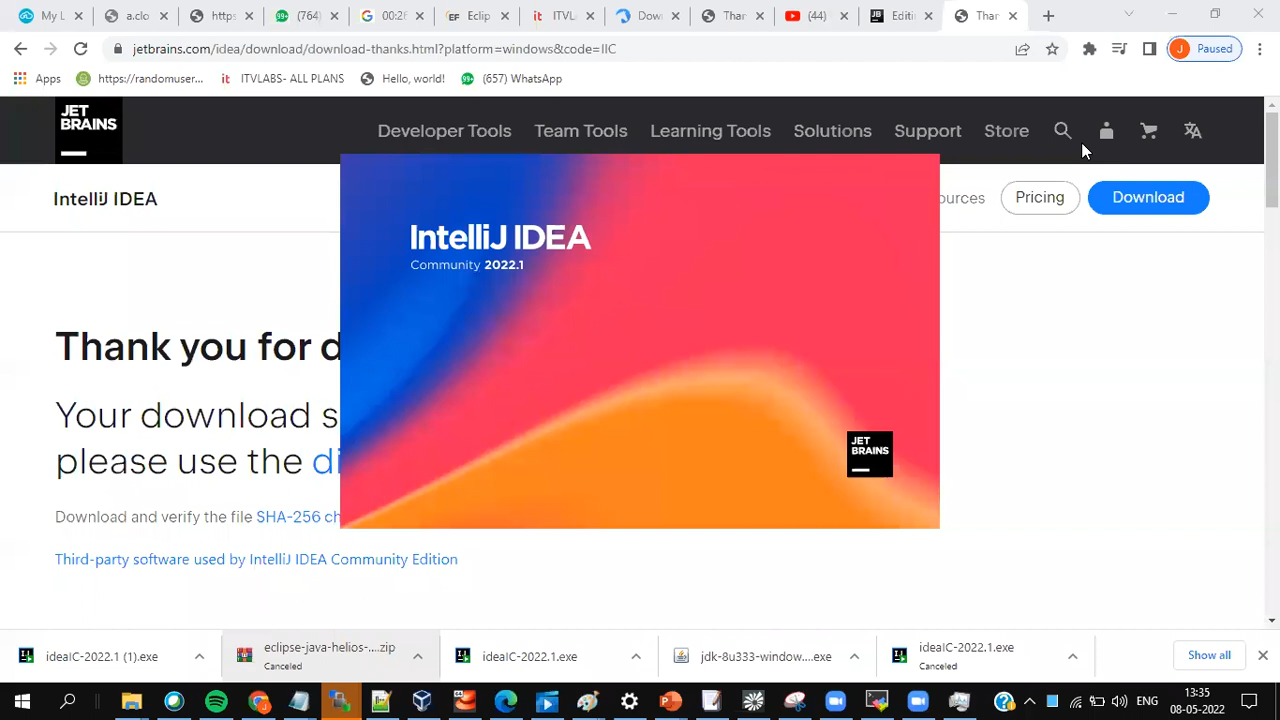 My L
a.clo
https
(764)
00:2
Eclip
ITVL
Dow
Thar
(44)
Editi
Thar
jetbrains.com/idea/download/download-thanks.html?platform=windows&code=IIC
J Paused
Apps
https://randomuser...
ITVLABS- ALL PLANS
Hello, world!
(657) WhatsApp
JET BRAINS
Developer Tools
Team Tools
Learning Tools
Solutions
Support
Store
IntelliJ IDEA
ources
Pricing
Download
IntelliJ IDEA
Community 2022.1
Thank you for d
Your download s
please use the di
JET BRAINS
Download and verify the file SHA-256 ch
Third-party software used by IntelliJ IDEA Community Edition
ideaIC-2022.1 (1).exe
eclipse-java-helios-....zip
Canceled
ideaIC-2022.1.exe
jdk-8u333-window....exe
ideaIC-2022.1.exe
Canceled
Show all
ENG
13:35
08-05-2022